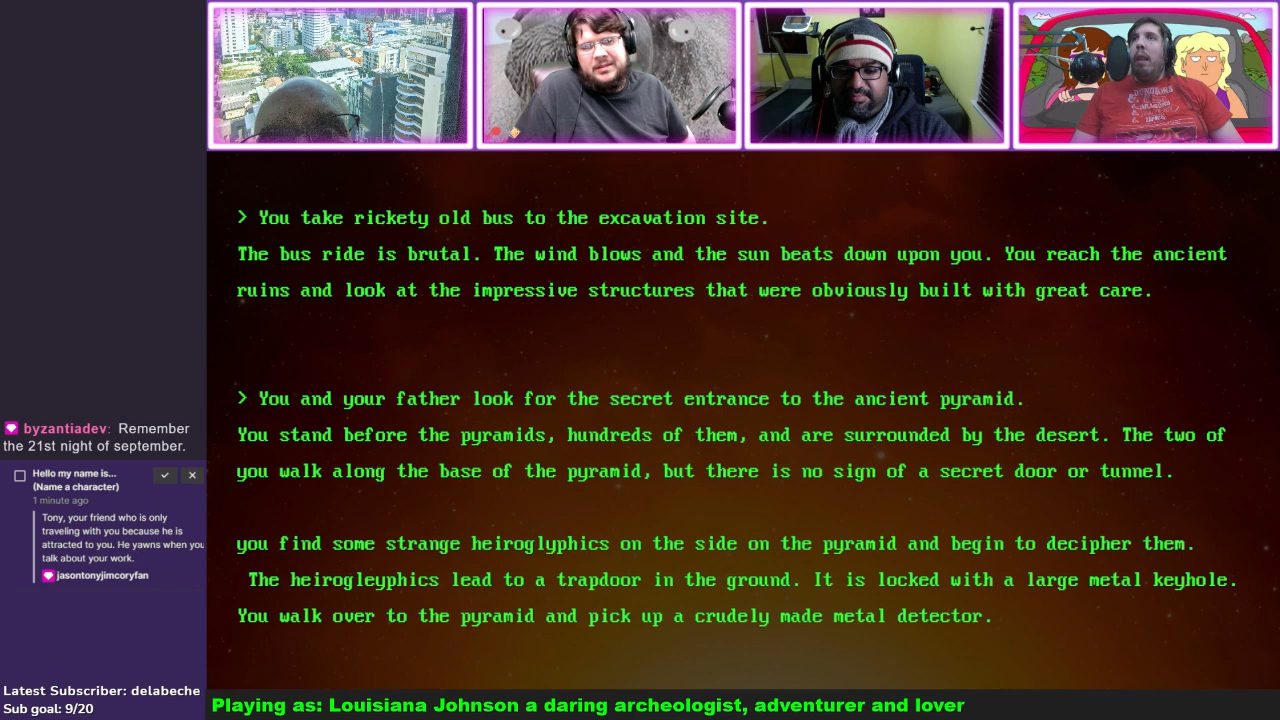 > You take rickety old bus to the excavation site.
The bus ride is brutal. The wind blows and the sun beats down upon you. You reach the ancient
ruins and look at the impressive structures that were obviously built with great care.
> You and your father look for the secret entrance to the ancient pyramid.
You stand before the pyramids, hundreds of them, and are surrounded by the desert. The two of
you walk along the base of the pyramid, but there is no sign of a secret door or tunnel.
you find some strange heiroglyphics on the side on the pyramid and begin to decipher them.
The heirogleyphics lead to a trapdoor in the ground. It is locked with a large metal keyhole.
You walk over to the pyramid and pick up a crudely made metal detector.
byzantiadev: Remember
the 21st night of september.
Hello my name is...
(Name a character)
1 minute ago
Tony, your friend who is only
traveling with you because he is
attracted to you. He yawns when you
talk about your work.
jasontonyjimcoryfan
Latest Subscriber: delabeche
Sub goal: 9/20
Playing as: Louisiana Johnson a daring archeologist, adventurer and lover